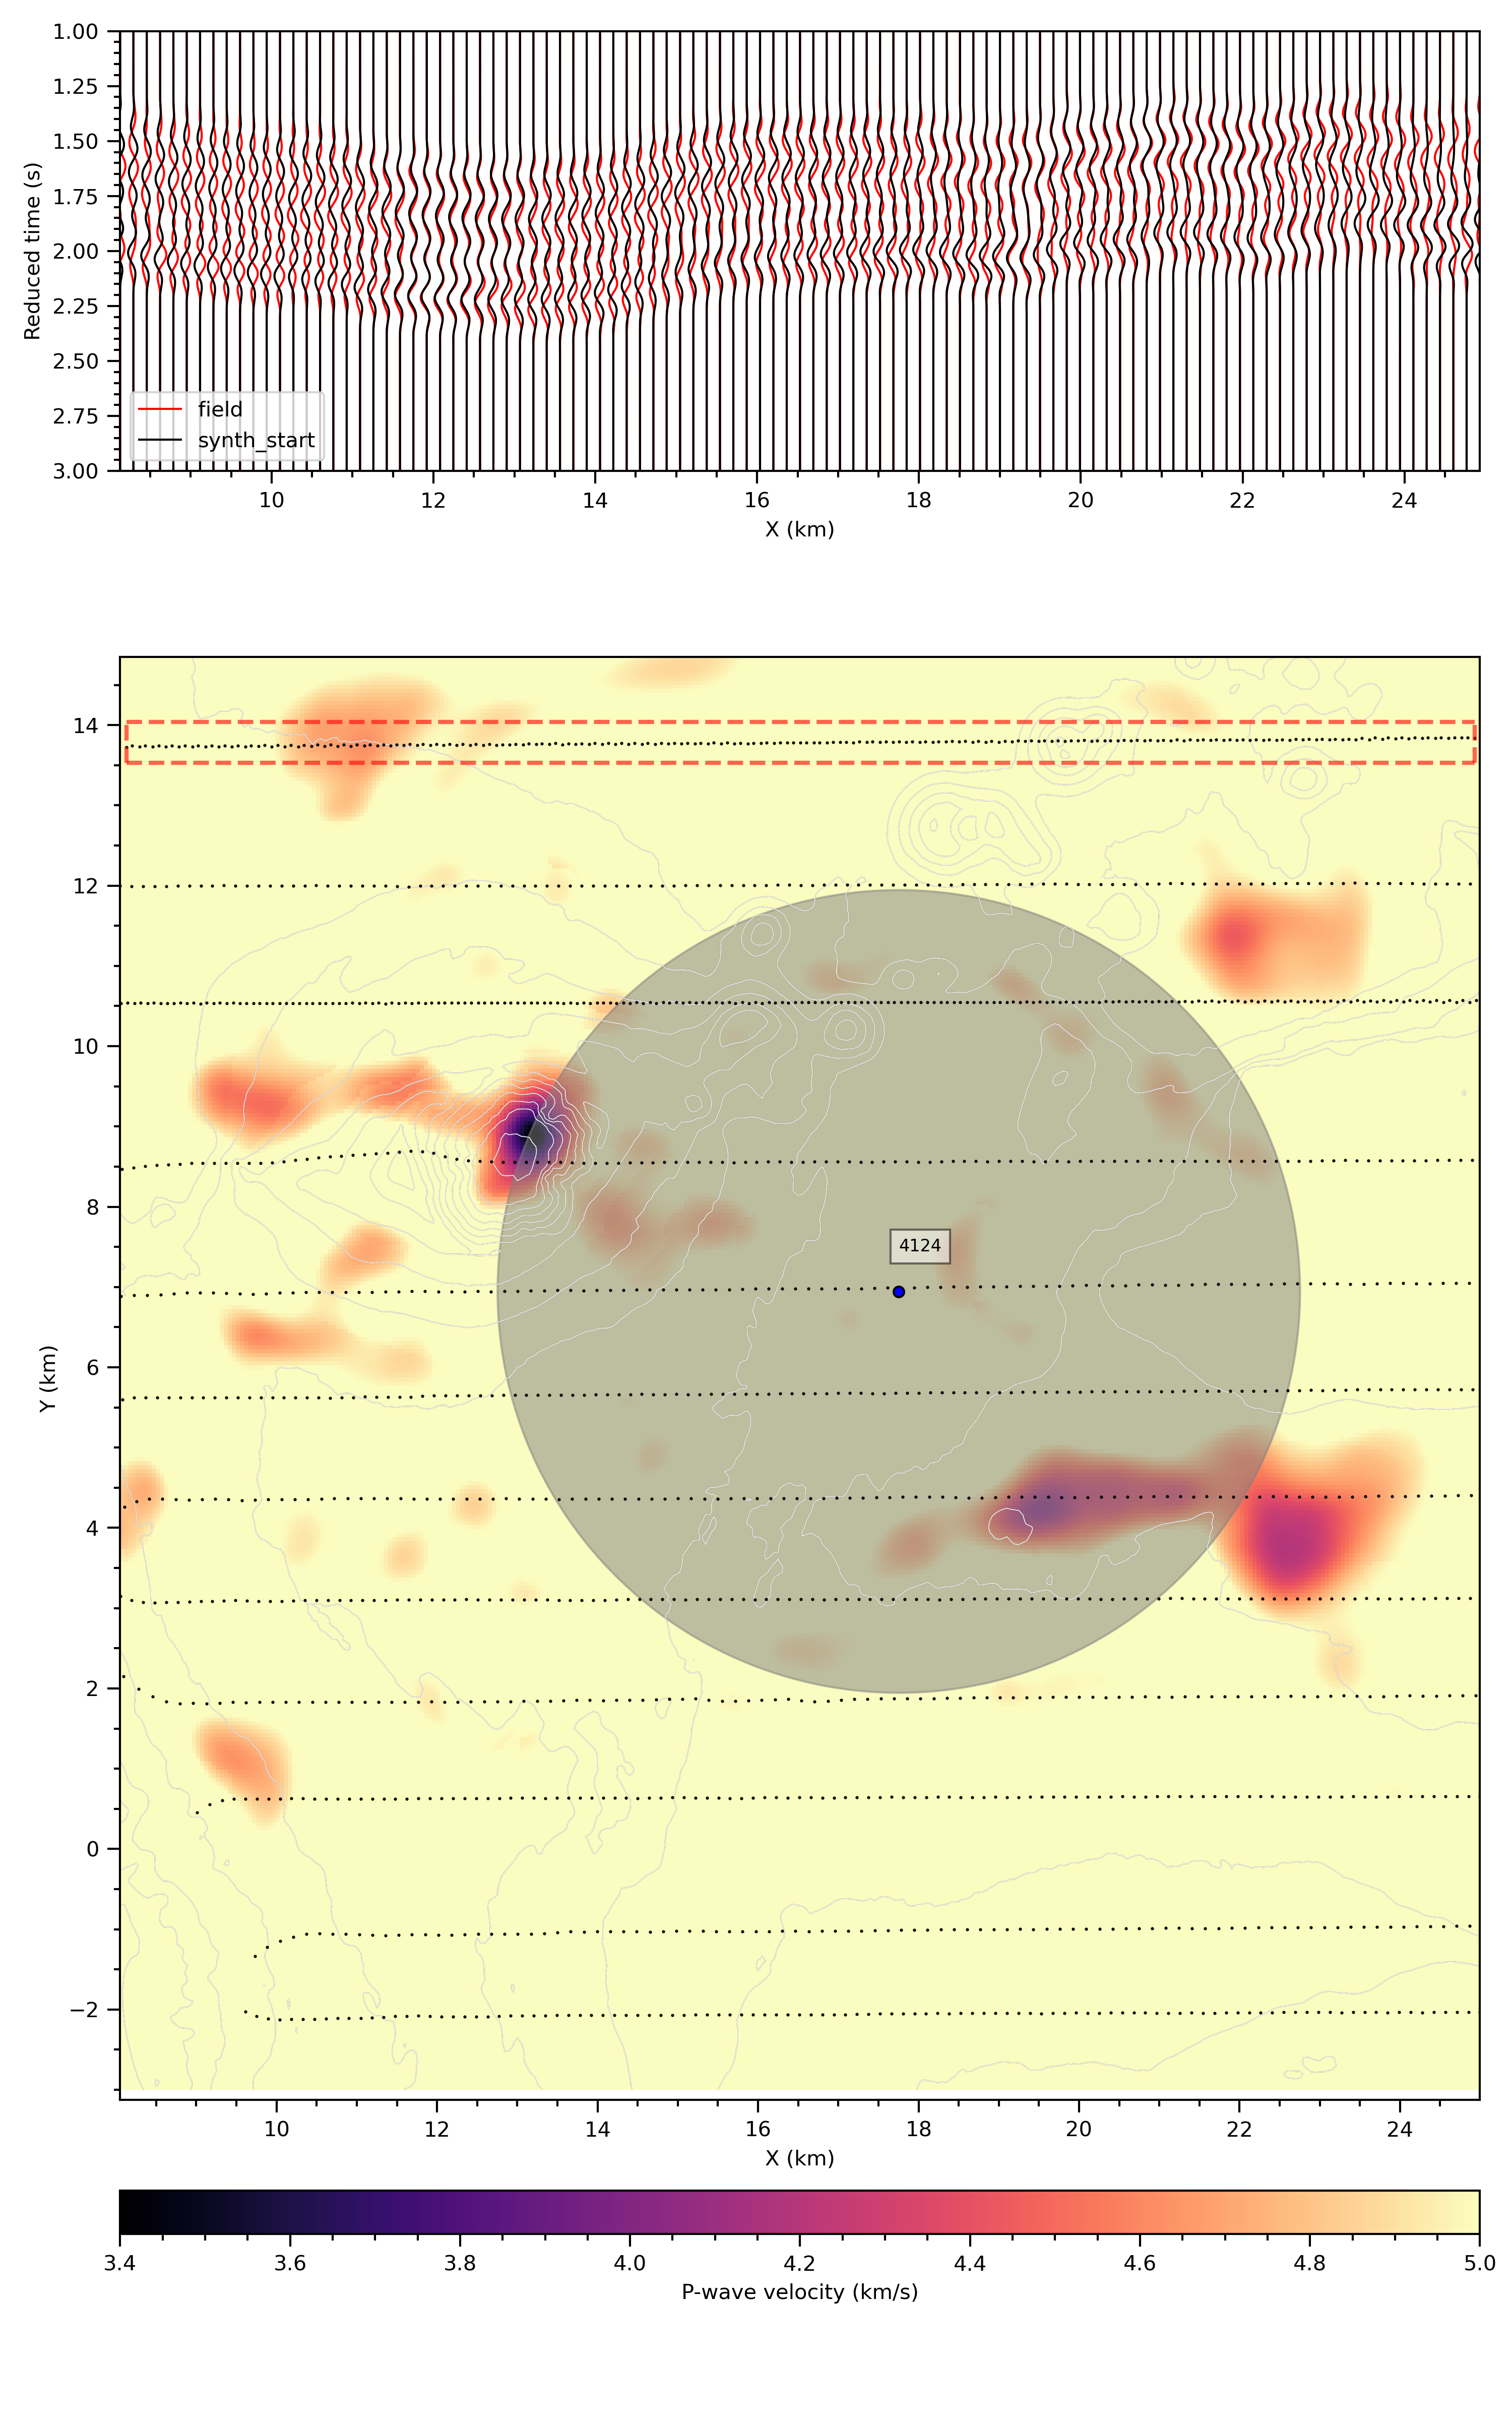 1.00
1.25
1.50
1.75
2.00
2.25
2.50
2.75
3.00
Reduced time (s)
field
synth_start
10 12 14 16 18 20 22 24
X (km)
14
12
10
8
6
4
2
0
−2
Y (km)
4124
10 12 14 16 18 20 22 24
X (km)
3.4 3.6 3.8 4.0 4.2 4.4 4.6 4.8 5.0
P-wave velocity (km/s)